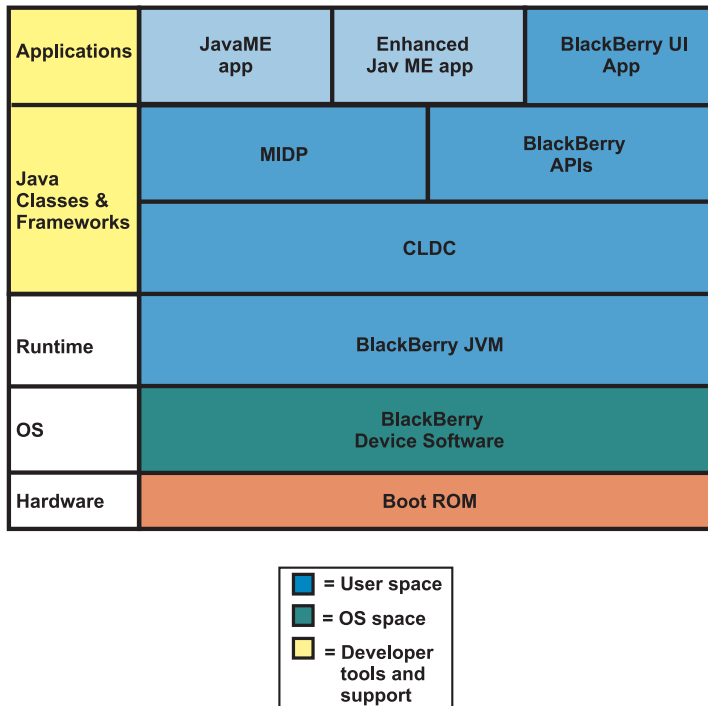 Applications
JavaME
app
Enhanced
Jav ME app
BlackBerry UI
App
Java
Classes &
Frameworks
MIDP
BlackBerry
APIs
CLDC
Runtime
BlackBerry JVM
OS
BlackBerry
Device Software
Hardware
Boot ROM
= User space
= OS space
= Developer
tools and
support